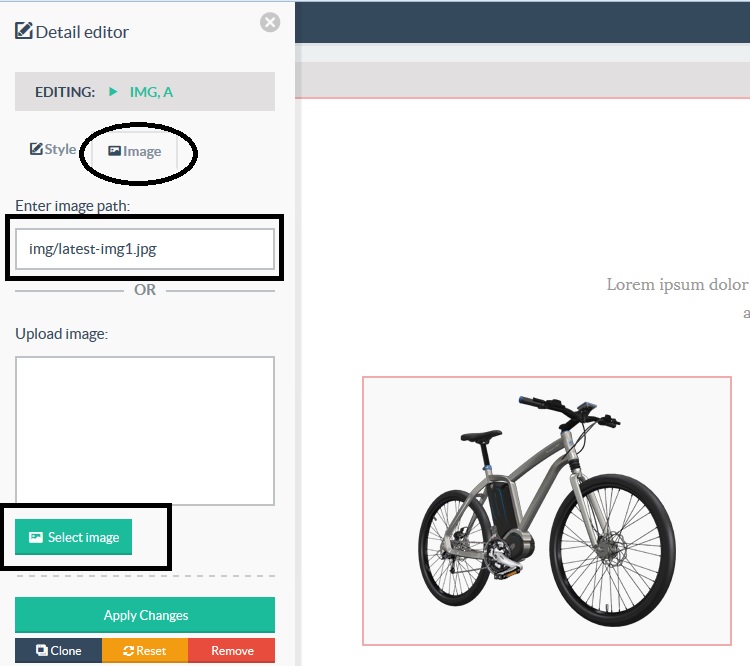 Detail editor
EDITING: IMG, A
Style Image
Enter image path:
img/latest-img1.jpg
OR
Upload image:
Select image
Apply Changes
Clone Reset Remove
Lorem ipsum dolor
a